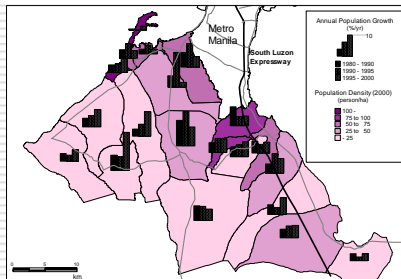 Metro
Manila
South Luzon
Expressway
Annual Population Growth
(%/yr)
10
1980 - 1990
1990 - 1995
1995 - 2000
Population Density (2000)
(person/ha)
100 -
75 to 100
50 to 75
25 to 50
- 25
0 5 10
km